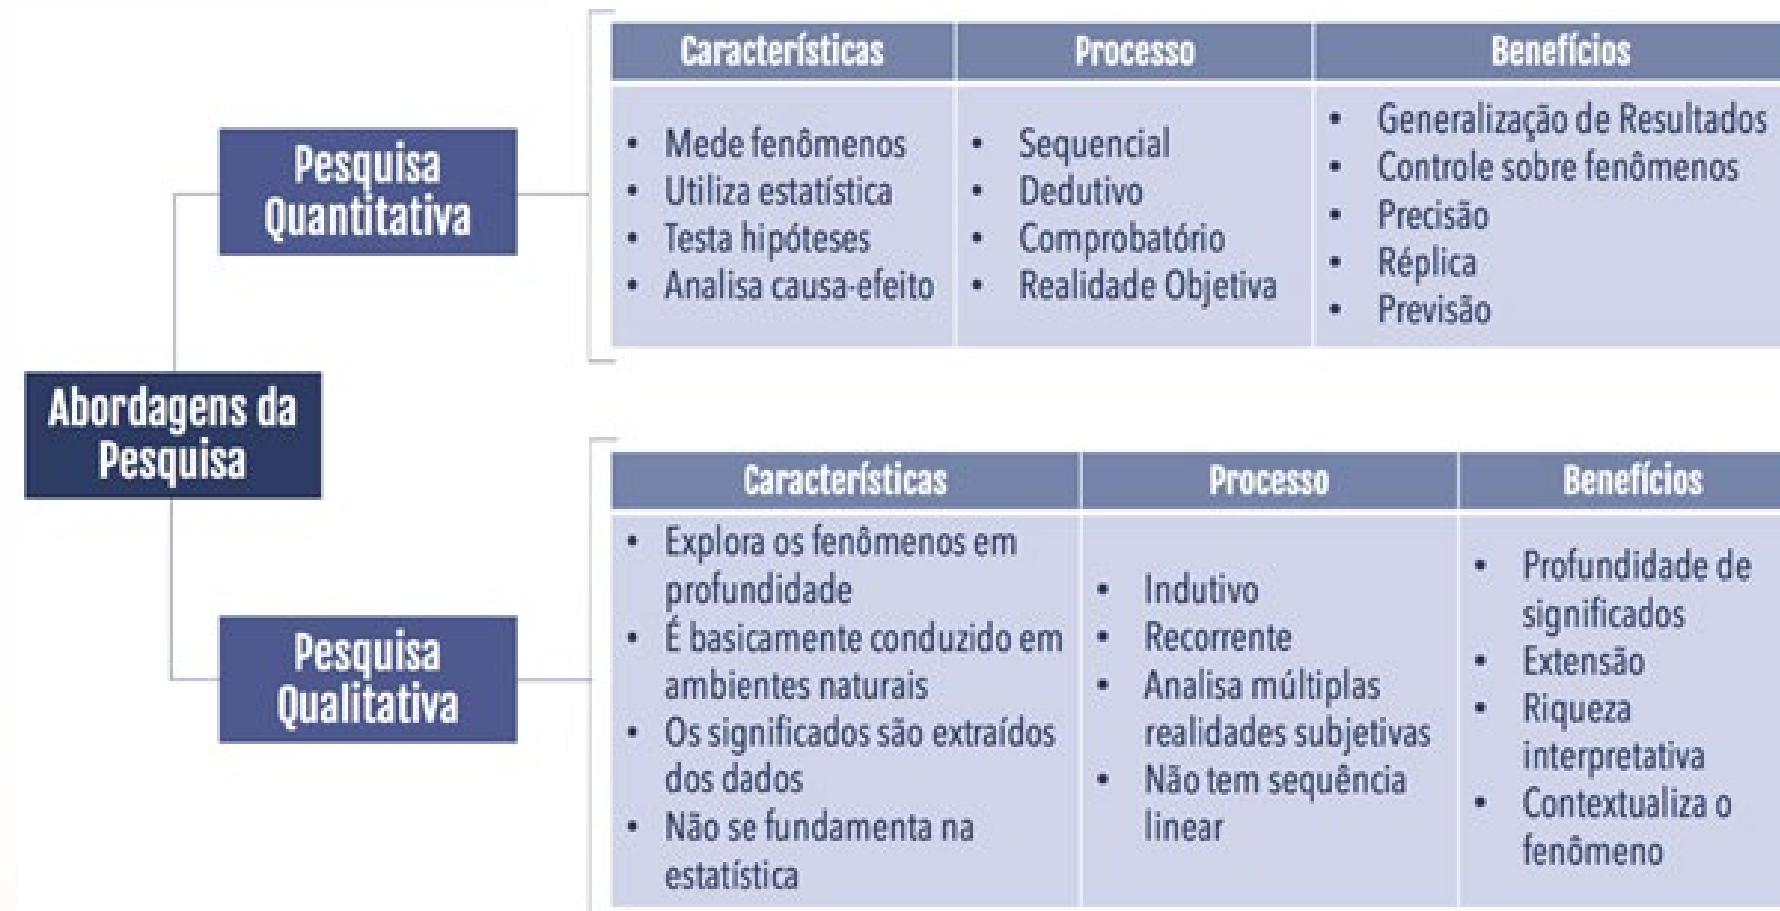 Abordagens da
Pesquisa
Pesquisa
Quantitativa
Características
Processo
Benefícios
• Mede fenômenos
• Utiliza estatística
• Testa hipóteses
• Analisa causa-efeito
• Sequencial
• Dedutivo
• Comprobatório
• Realidade Objetiva
• Generalização de Resultados
• Controle sobre fenômenos
• Precisão
• Réplica
• Previsão
Pesquisa
Qualitativa
Características
Processo
Benefícios
• Explora os fenômenos em
profundidade
• É basicamente conduzido em
ambientes naturais
• Os significados são extraídos
dos dados
• Não se fundamenta na
estatística
• Indutivo
• Recorrente
• Analisa múltiplas
realidades subjetivas
• Não tem sequência
linear
• Profundidade de
significados
• Extensão
• Riqueza
interpretativa
• Contextualiza o
fenômeno